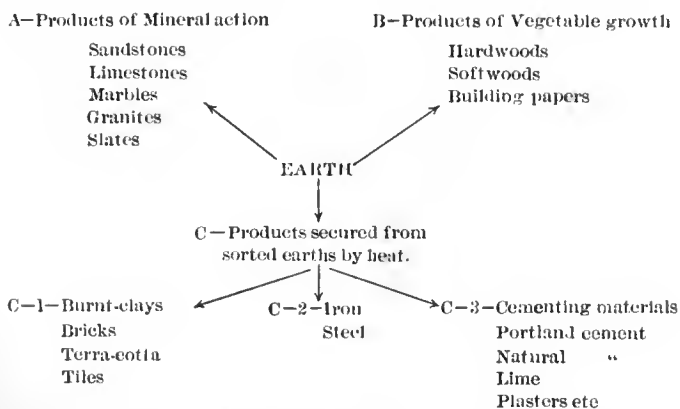 A—Products of Mineral action
Sandstones
Limestones
Marbles
Granites
Slates
B—Products of Vegetable growth
Hardwoods
Softwoods
Building papers
EARTH
C—Products secured from
sorted earths by heat.
C-1—Burnt-clays
Bricks
Terra-cotta
Tiles
C-2-Iron
Steel
C-3-Cementing materials
Portland cement
Natural "
Lime
Plasters etc